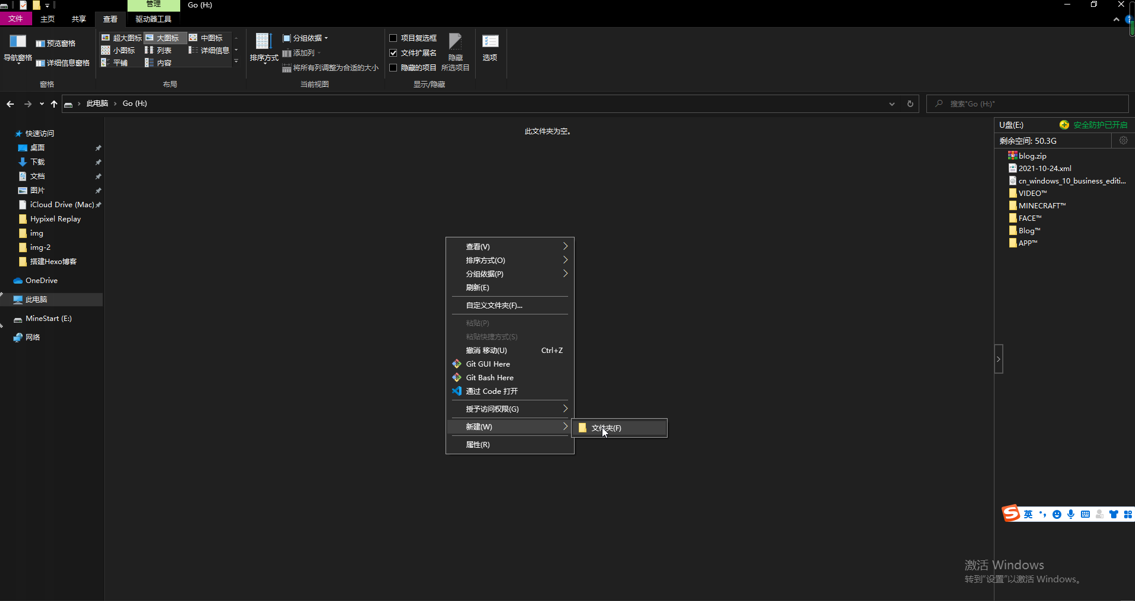 管理
Go (H:)
文件
主页
共享
查看
驱动器工具
导航窗格
预览窗格
详细信息窗格
窗格
超大图标
大图标
中图标
小图标
列表
详细信息
平铺
内容
布局
排序方式
分组依据
添加列
将所有列调整为合适的大小
当前视图
项目复选框
文件扩展名
隐藏的项目
隐藏
所选项目
显示/隐藏
选项
此电脑 › Go (H:)
搜索"Go (H:)"
快速访问
桌面
下载
文档
图片
iCloud Drive (Mac)
Hypixel Replay
img
img-2
搭建Hexo博客
OneDrive
此电脑
MineStart (E:)
网络
此文件夹为空。
查看(V)
排序方式(O)
分组依据(P)
刷新(E)
自定义文件夹(F)...
粘贴(P)
粘贴快捷方式(S)
撤消 移动(U) Ctrl+Z
Git GUI Here
Git Bash Here
通过 Code 打开
授予访问权限(G)
新建(W)
文件夹(F)
属性(R)
U盘(E:)
安全防护已开启
剩余空间: 50.3G
blog.zip
2021-10-24.xml
cn_windows_10_business_editi...
VIDEO™
MINECRAFT™
FACE™
Blog™
APP™
英
激活 Windows
转到"设置"以激活 Windows。